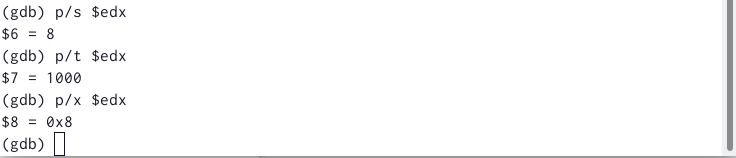 (gdb) p/s $edx
$6 = 8
(gdb) p/t $edx
$7 = 1000
(gdb) p/x $edx
$8 = 0x8
(gdb)